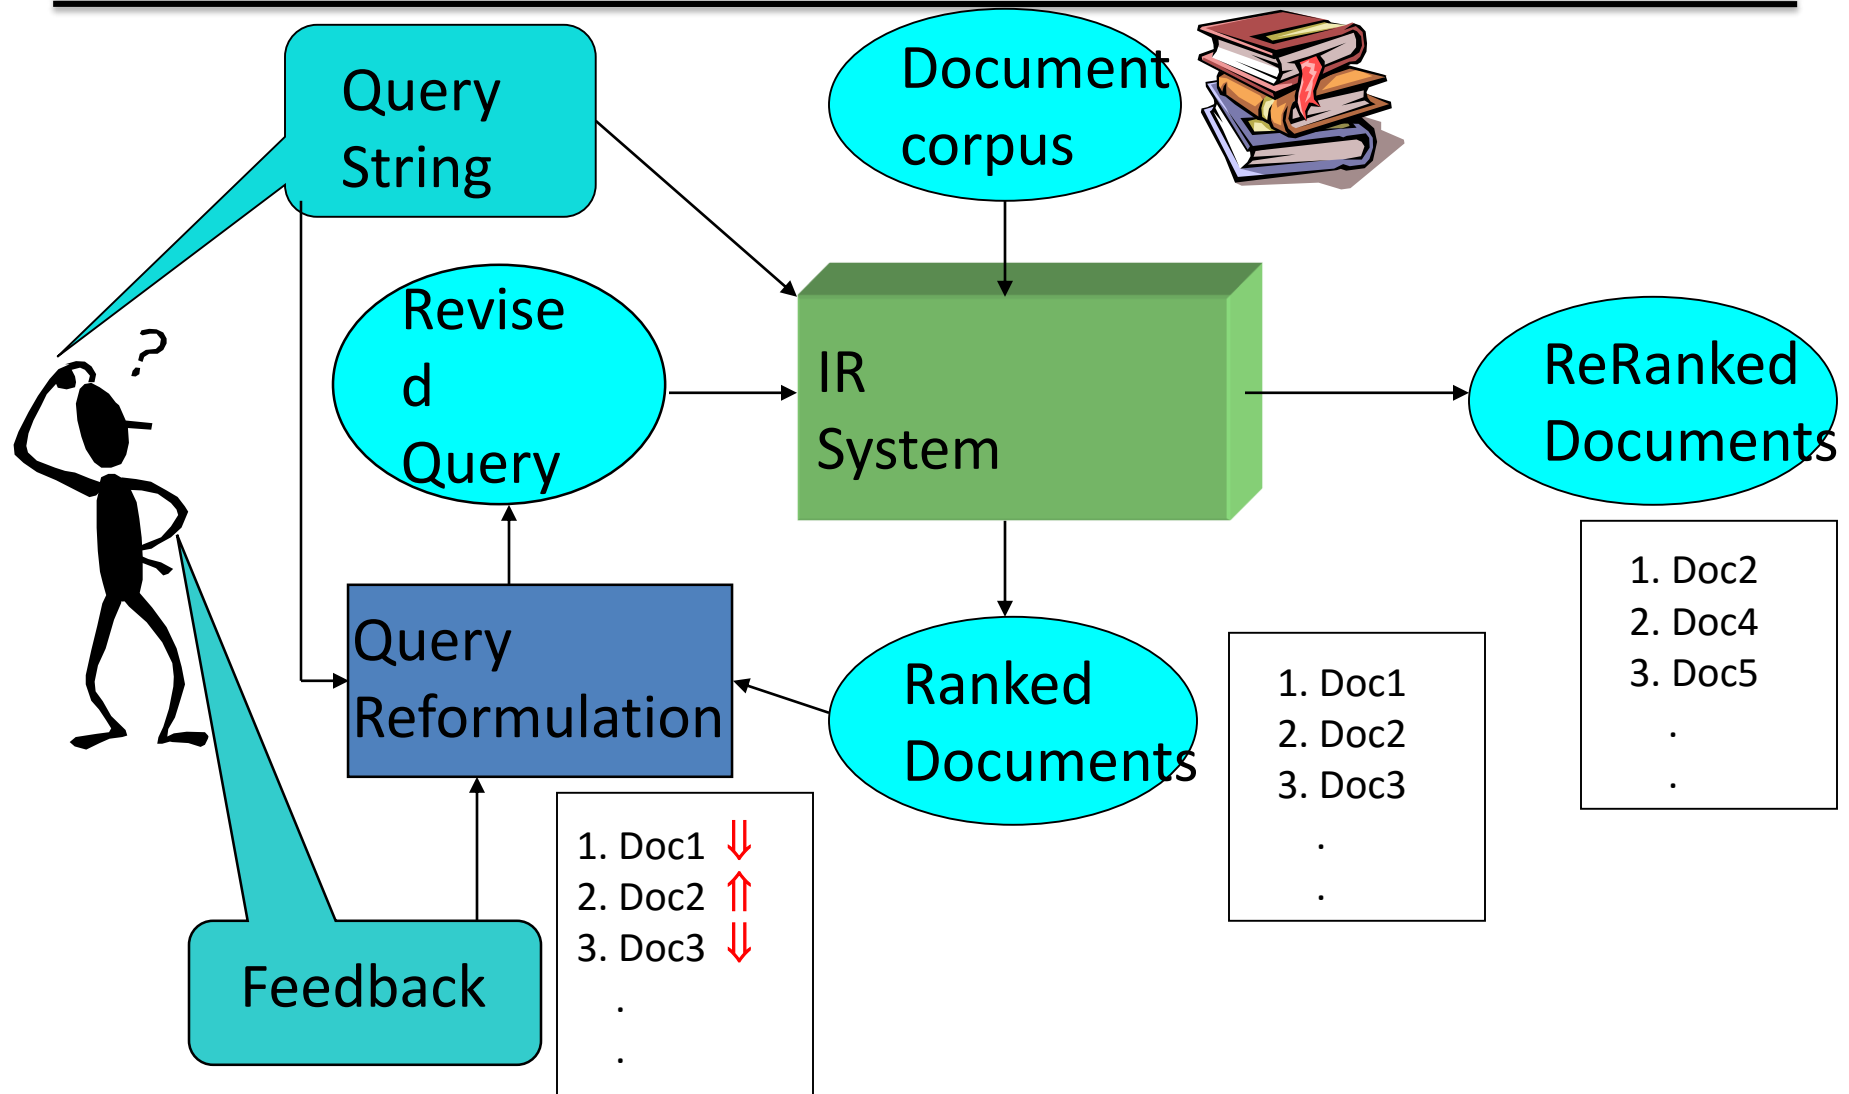 Query
String
Document
corpus
?
Revise
d
Query
IR
System
ReRanked
Documents
1. Doc2
2. Doc4
3. Doc5
.
.
Query
Reformulation
Ranked
Documents
1. Doc1
2. Doc2
3. Doc3
.
.
1. Doc1 ⇓
2. Doc2 ⇑
3. Doc3 ⇓
.
.
Feedback